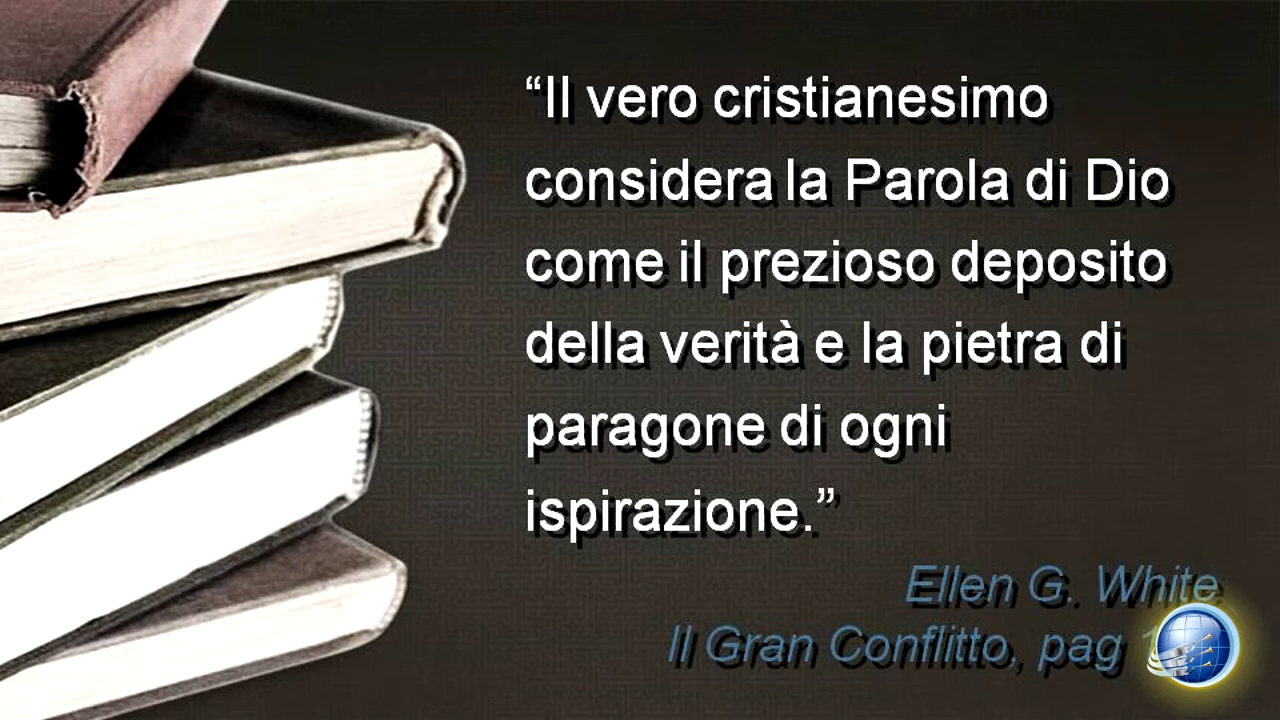 “Il vero cristianesimo
considera la Parola di Dio
come il prezioso deposito
della verità e la pietra di
paragone di ogni
ispirazione.”
Ellen G. White
Il Gran Conflitto, pag